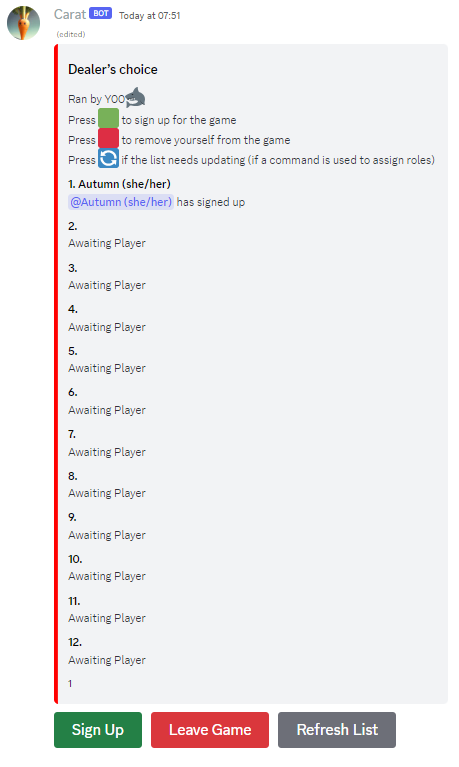 Carat BOT Today at 07:51
(edited)
Dealer's choice
Ran by YOO
Press to sign up for the game
Press to remove yourself from the game
Press if the list needs updating (if a command is used to assign roles)
1. Autumn (she/her)
@Autumn (she/her) has signed up
2.
Awaiting Player
3.
Awaiting Player
4.
Awaiting Player
5.
Awaiting Player
6.
Awaiting Player
7.
Awaiting Player
8.
Awaiting Player
9.
Awaiting Player
10.
Awaiting Player
11.
Awaiting Player
12.
Awaiting Player
1
Sign Up Leave Game Refresh List